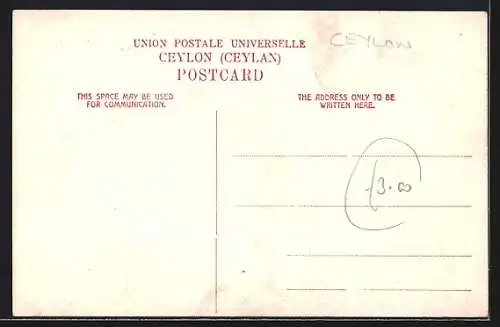 UNION POSTALE UNIVERSELLE
CEYLON
CEYLON (CEYLAN)
POSTCARD
THIS SPACE MAY BE USED
FOR COMMUNICATION.
THE ADDRESS ONLY TO BE
WRITTEN HERE.
£3.00